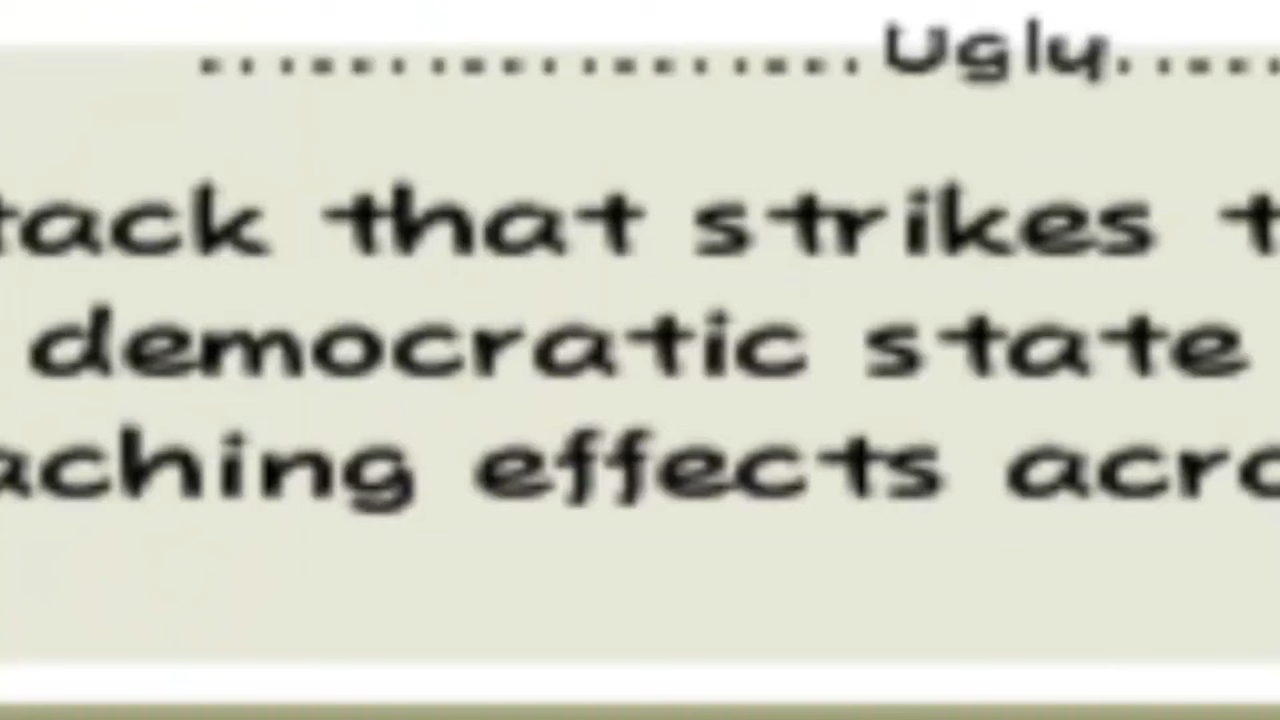 Ugly
tack that strikes t
democratic state
aching effects acro